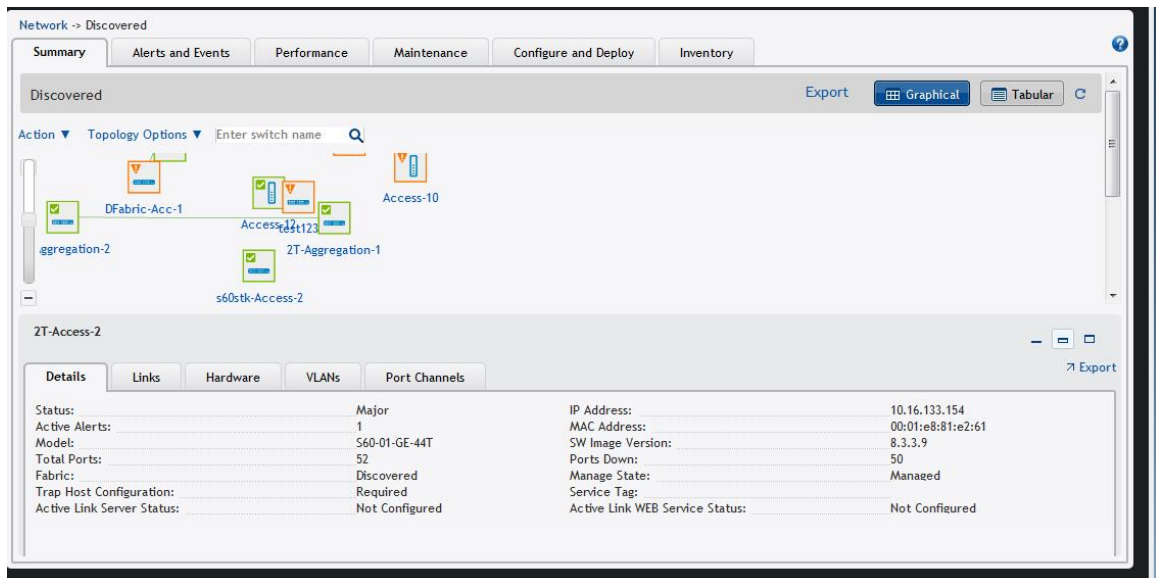 Network -> Discovered
Summary Alerts and Events Performance Maintenance Configure and Deploy Inventory
Discovered Export Graphical Tabular
Action Topology Options Enter switch name
DFabric-Acc-1 Access-10
Access-12 test123
ggregation-2 2T-Aggregation-1
s60stk-Access-2
2T-Access-2
Export
Details Links Hardware VLANs Port Channels
Status: Major IP Address: 10.16.133.154
Active Alerts: 1 MAC Address: 00:01:e8:81:e2:61
Model: S60-01-GE-44T SW Image Version: 8.3.3.9
Total Ports: 52 Ports Down: 50
Fabric: Discovered Manage State: Managed
Trap Host Configuration: Required Service Tag:
Active Link Server Status: Not Configured Active Link WEB Service Status: Not Configured